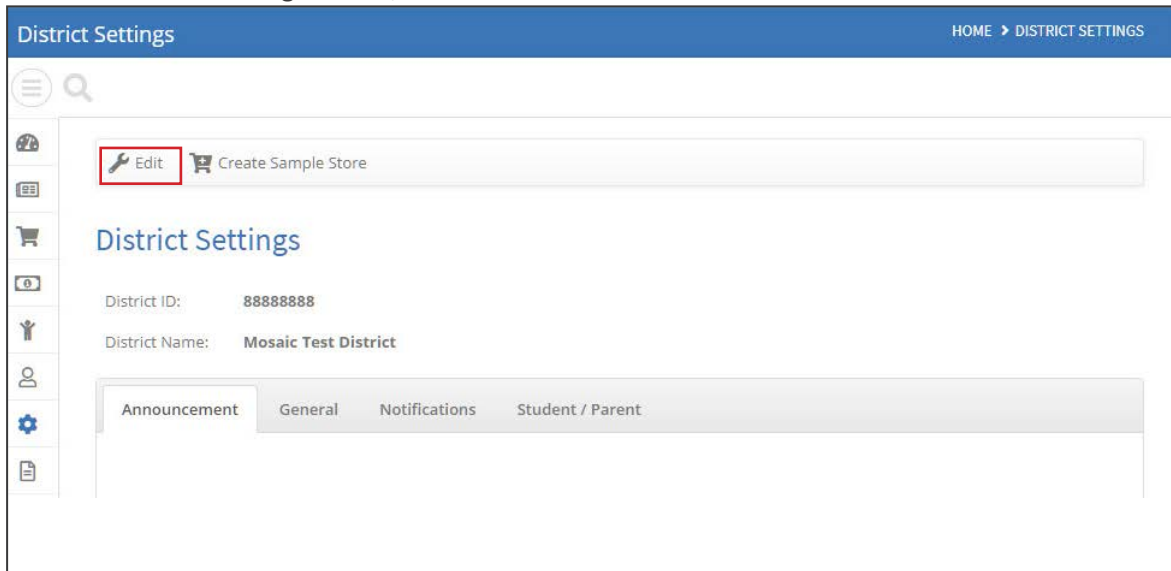 District Settings
HOME > DISTRICT SETTINGS
Edit Create Sample Store
District Settings
District ID: 88888888
District Name: Mosaic Test District
Announcement General Notifications Student / Parent